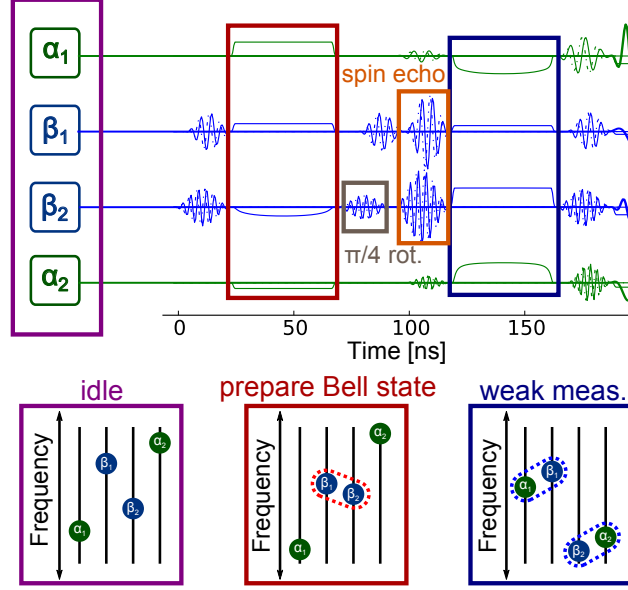 α1
spin echo
β1
β2
π/4 rot.
α2
0 50 100 150
Time [ns]
idle prepare Bell state weak meas.
Frequency α1 β1 β2 α2
Frequency α1 β1 β2 α2
Frequency α1 β1 β2 α2